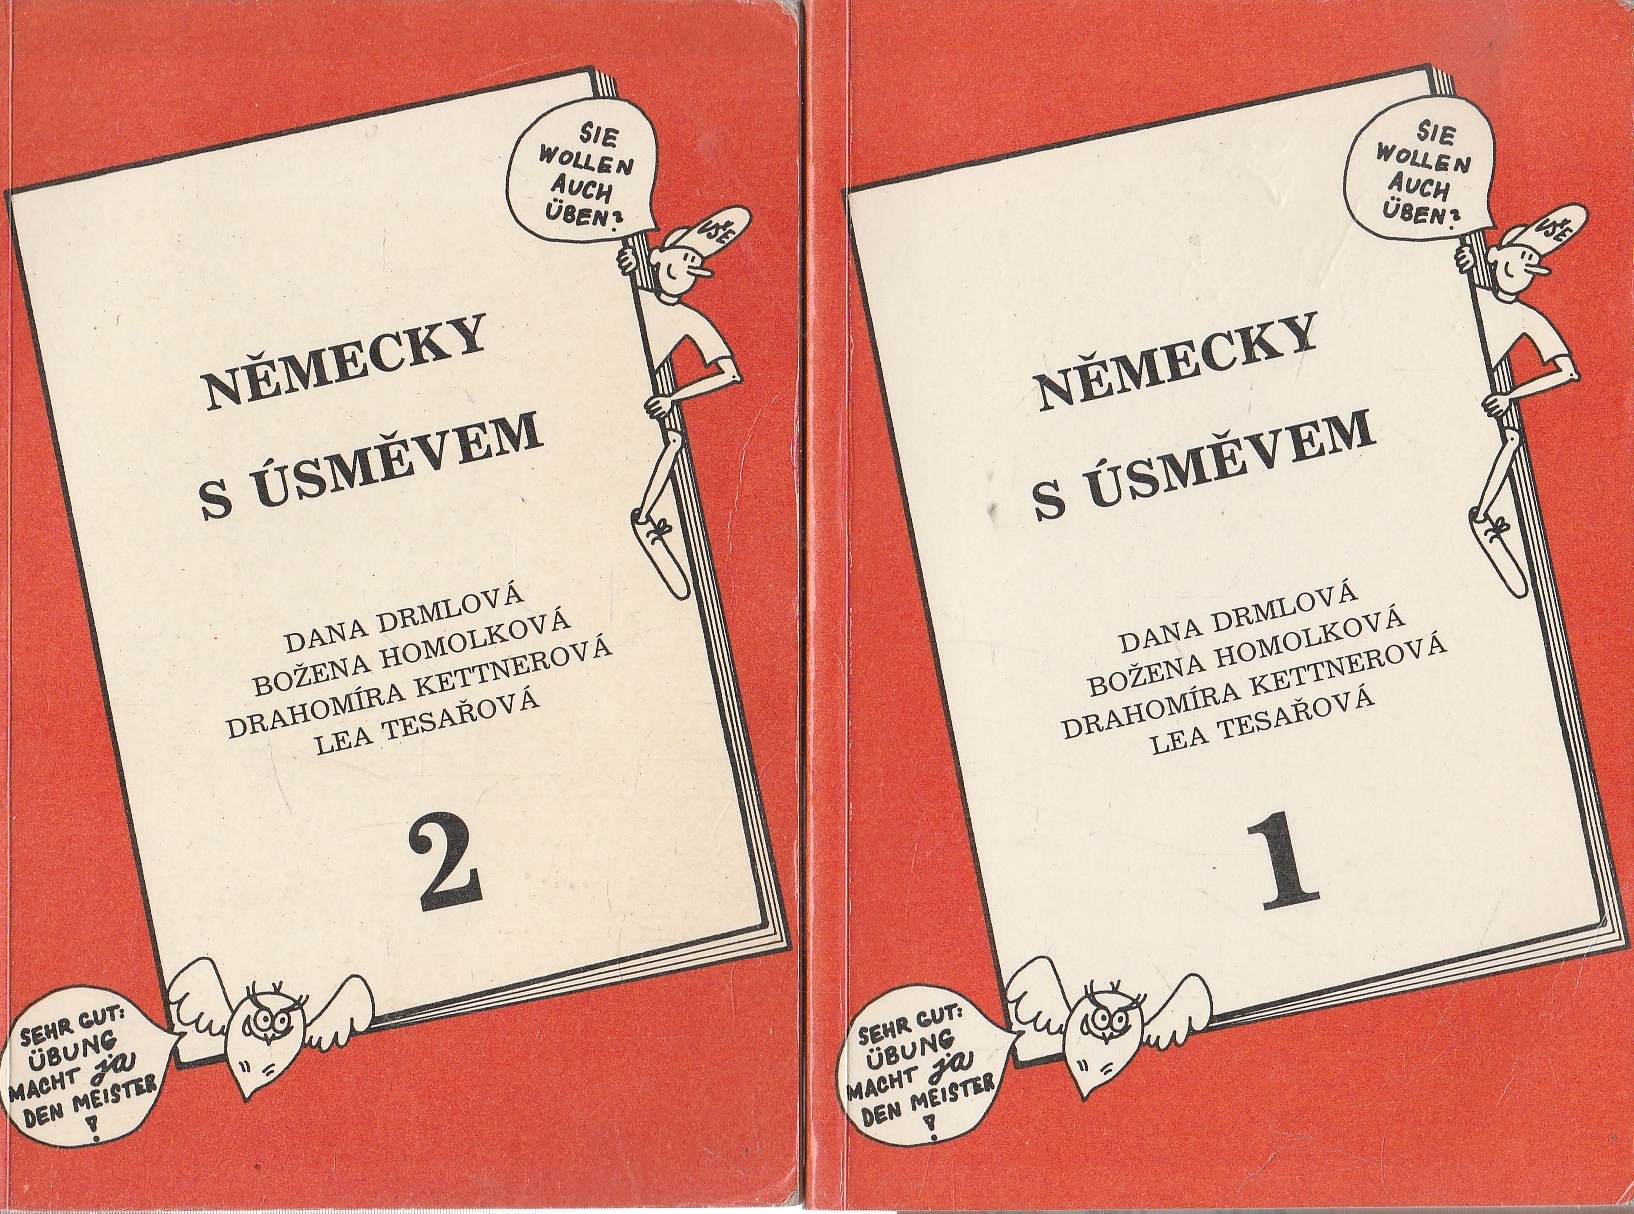 SIE
WOLLEN
AUCH
ÜBEN?
VŠE
NĚMECKY
S ÚSMĚVEM
DANA DRMLOVÁ
BOŽENA HOMOLKOVÁ
DRAHOMÍRA KETTNEROVÁ
LEA TESAŘOVÁ
2
SEHR GUT:
ÜBUNG
MACHT ja
DEN MEISTER
!
SIE
WOLLEN
AUCH
ÜBEN?
VŠE
NĚMECKY
S ÚSMĚVEM
DANA DRMLOVÁ
BOŽENA HOMOLKOVÁ
DRAHOMÍRA KETTNEROVÁ
LEA TESAŘOVÁ
1
SEHR GUT:
ÜBUNG
MACHT ja
DEN MEISTER
!